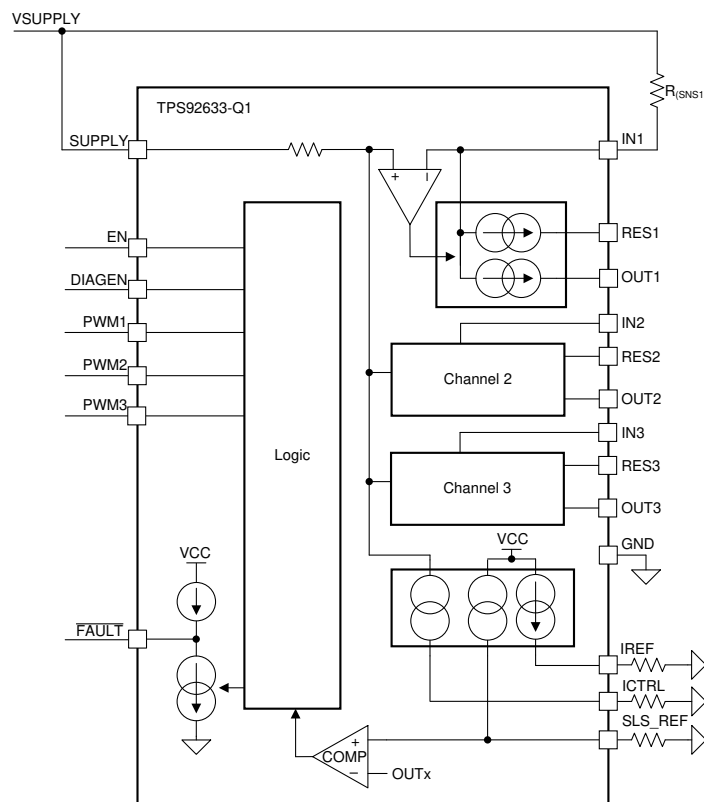 VSUPPLY
R(SNS1
TPS92633-Q1
SUPPLY
IN1
+
−
EN
RES1
DIAGEN
OUT1
PWM1
IN2
RES2
PWM2
Channel 2
OUT2
PWM3
IN3
Logic
RES3
Channel 3
OUT3
VCC
GND
VCC
FAULT
IREF
ICTRL
SLS_REF
+
COMP
−
OUTx